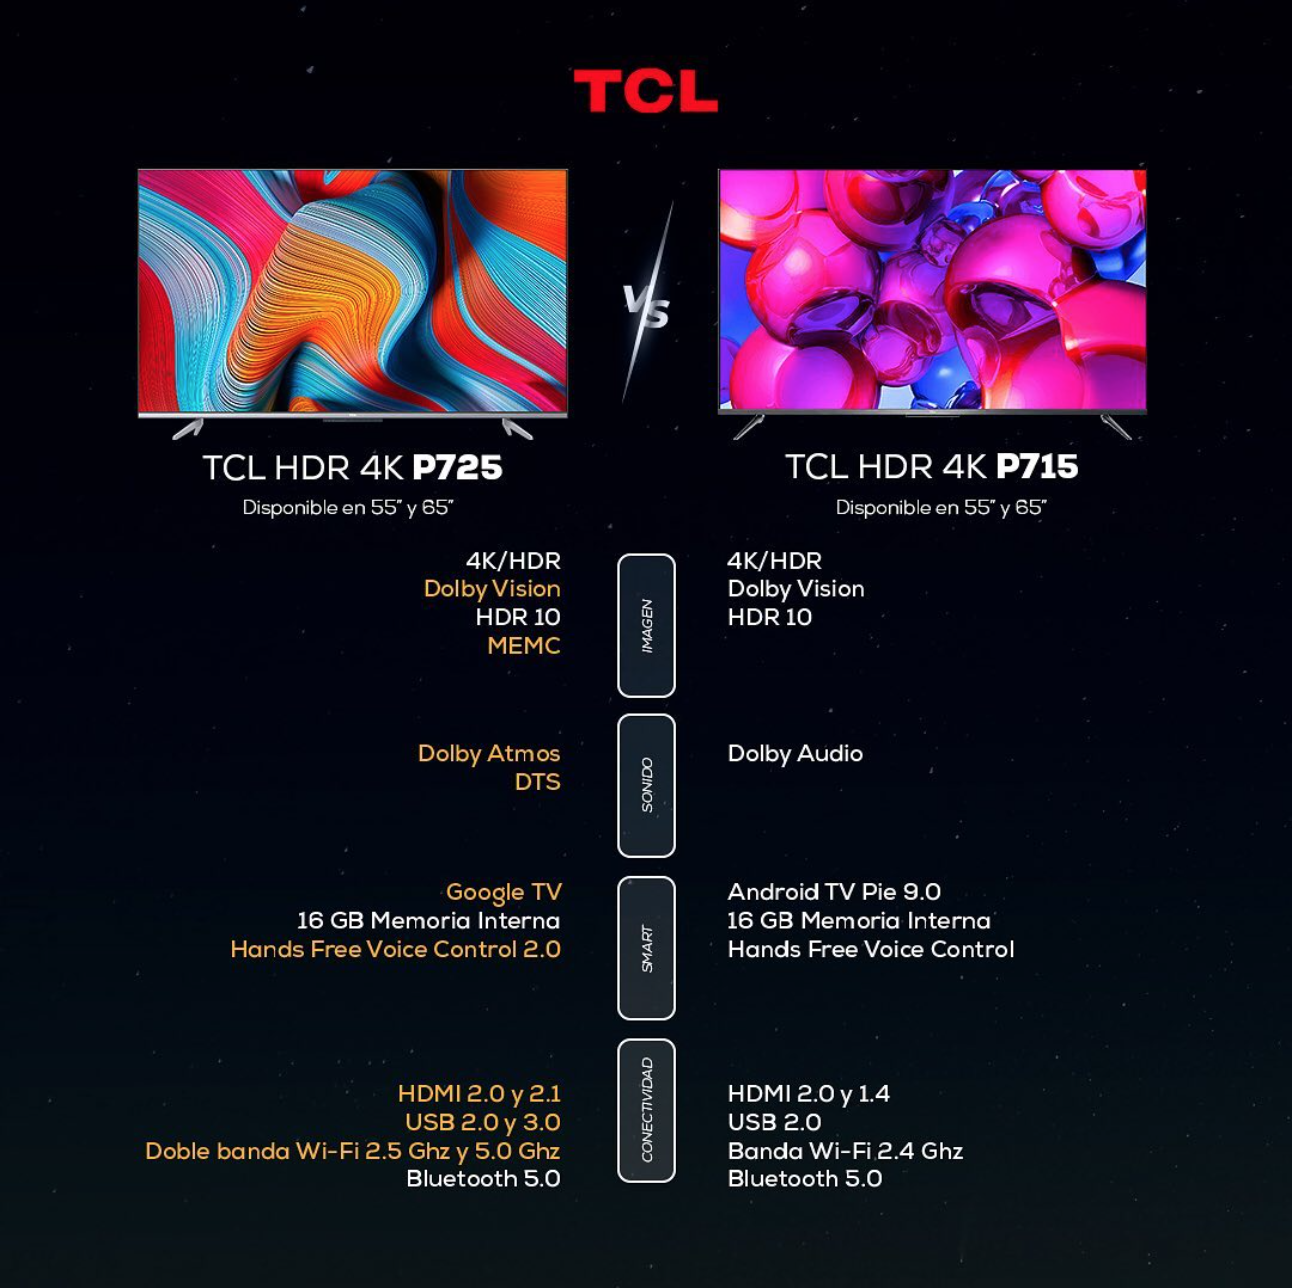 TCL
VS
TCL HDR 4K P725
Disponible en 55” y 65”
TCL HDR 4K P715
Disponible en 55” y 65”
4K/HDR
Dolby Vision
HDR 10
MEMC
IMAGEN
4K/HDR
Dolby Vision
HDR 10
Dolby Atmos
DTS
SONIDO
Dolby Audio
Google TV
16 GB Memoria Interna
Hands Free Voice Control 2.0
SMART
Android TV Pie 9.0
16 GB Memoria Interna
Hands Free Voice Control
HDMI 2.0 y 2.1
USB 2.0 y 3.0
Doble banda Wi-Fi 2.5 Ghz y 5.0 Ghz
Bluetooth 5.0
CONECTIVIDAD
HDMI 2.0 y 1.4
USB 2.0
Banda Wi-Fi 2.4 Ghz
Bluetooth 5.0